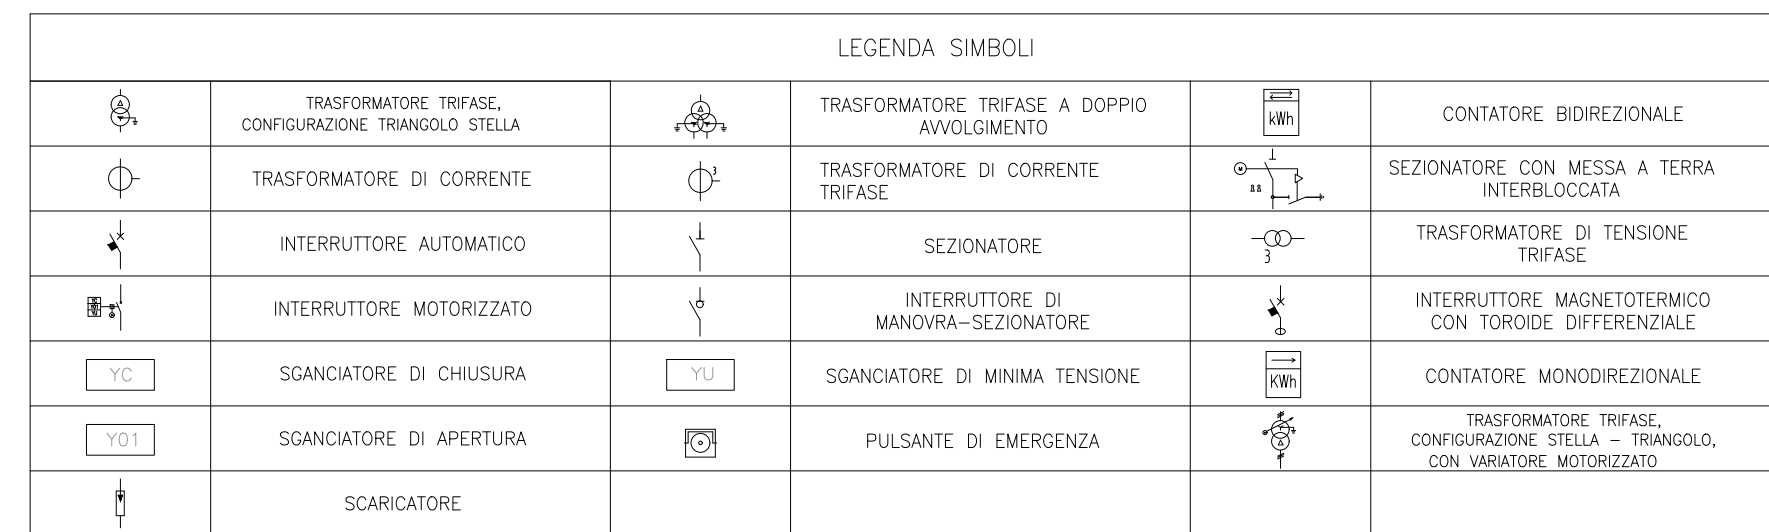 LEGENDA SIMBOLI
TRASFORMATORE TRIFASE,
CONFIGURAZIONE TRIANGOLO STELLA
TRASFORMATORE TRIFASE A DOPPIO
AVVOLGIMENTO
kWh
CONTATORE BIDIREZIONALE
TRASFORMATORE DI CORRENTE
3
TRASFORMATORE DI CORRENTE
TRIFASE
M
SEZIONATORE CON MESSA A TERRA
INTERBLOCCATA
INTERRUTTORE AUTOMATICO
SEZIONATORE
3
TRASFORMATORE DI TENSIONE
TRIFASE
INTERRUTTORE MOTORIZZATO
INTERRUTTORE DI
MANOVRA-SEZIONATORE
INTERRUTTORE MAGNETOTERMICO
CON TOROIDE DIFFERENZIALE
YC
SGANCIATORE DI CHIUSURA
YU
SGANCIATORE DI MINIMA TENSIONE
KWh
CONTATORE MONODIREZIONALE
YO1
SGANCIATORE DI APERTURA
PULSANTE DI EMERGENZA
TRASFORMATORE TRIFASE,
CONFIGURAZIONE STELLA - TRIANGOLO,
CON VARIATORE MOTORIZZATO
SCARICATORE